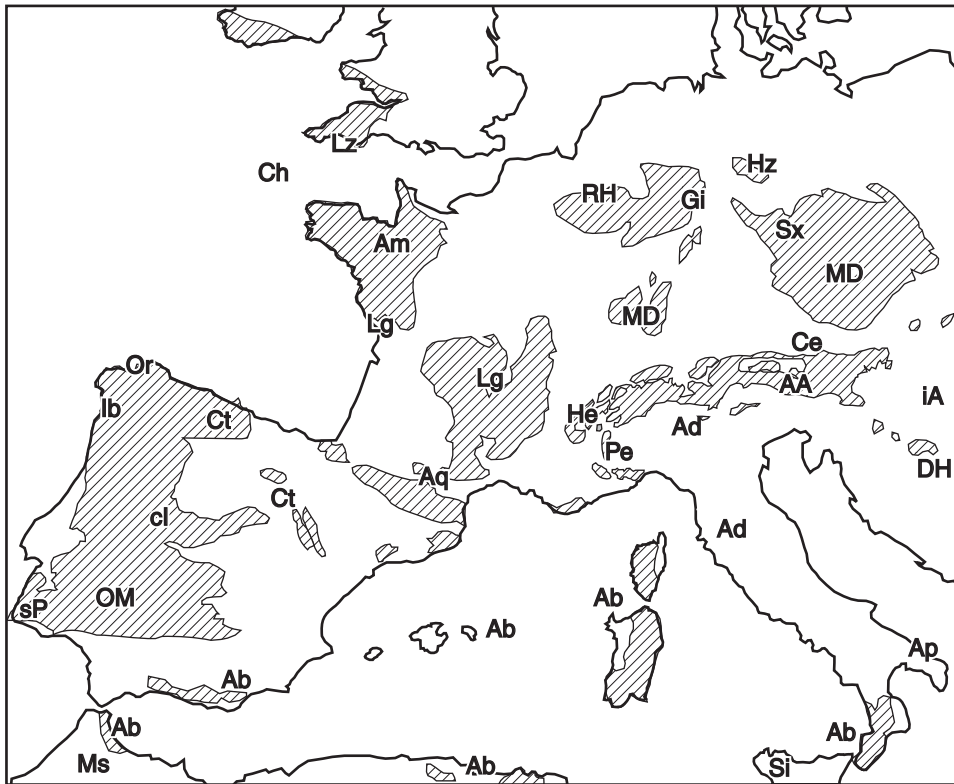 Lz
Ch
Hz
RH
Gi
Sx
Am
MD
MD
Lg
Ce
Or
Lg
AA
iA
Ib
Ct
He
Ad
Pe
DH
Aq
Ct
cl
Ad
OM
sP
Ab
Ab
Ap
Ab
Ab
Ab
Ms
Ab
Si